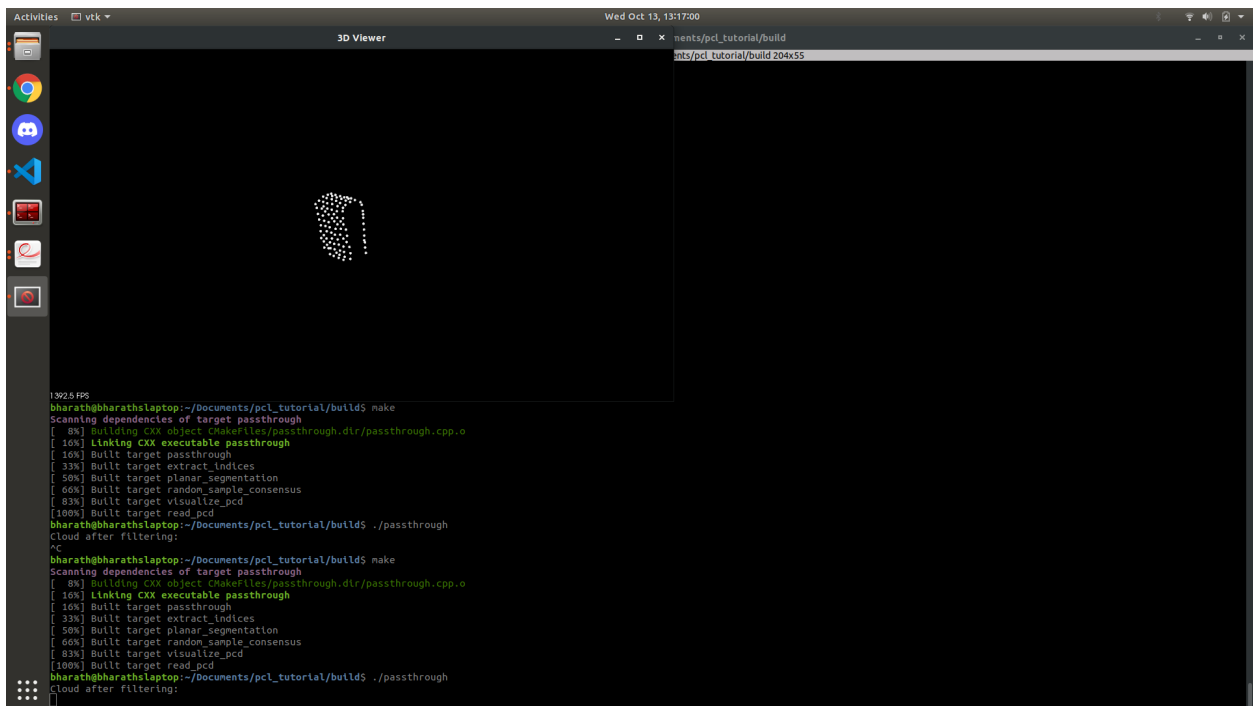 Activities vtk Wed Oct 13, 13:17:00
3D Viewer
ments/pcl_tutorial/build
ents/pcl_tutorial/build 204x55
1392.5 FPS
bharath@bharathslaptop:~/Documents/pcl_tutorial/build$ make
Scanning dependencies of target passthrough
[  8%] Building CXX object CMakeFiles/passthrough.dir/passthrough.cpp.o
[ 16%] Linking CXX executable passthrough
[ 16%] Built target passthrough
[ 33%] Built target extract_indices
[ 50%] Built target planar_segmentation
[ 66%] Built target random_sample_consensus
[ 83%] Built target visualize_pcd
[100%] Built target read_pcd
bharath@bharathslaptop:~/Documents/pcl_tutorial/build$ ./passthrough
Cloud after filtering:
^C
bharath@bharathslaptop:~/Documents/pcl_tutorial/build$ make
Scanning dependencies of target passthrough
[  8%] Building CXX object CMakeFiles/passthrough.dir/passthrough.cpp.o
[ 16%] Linking CXX executable passthrough
[ 16%] Built target passthrough
[ 33%] Built target extract_indices
[ 50%] Built target planar_segmentation
[ 66%] Built target random_sample_consensus
[ 83%] Built target visualize_pcd
[100%] Built target read_pcd
bharath@bharathslaptop:~/Documents/pcl_tutorial/build$ ./passthrough
Cloud after filtering: